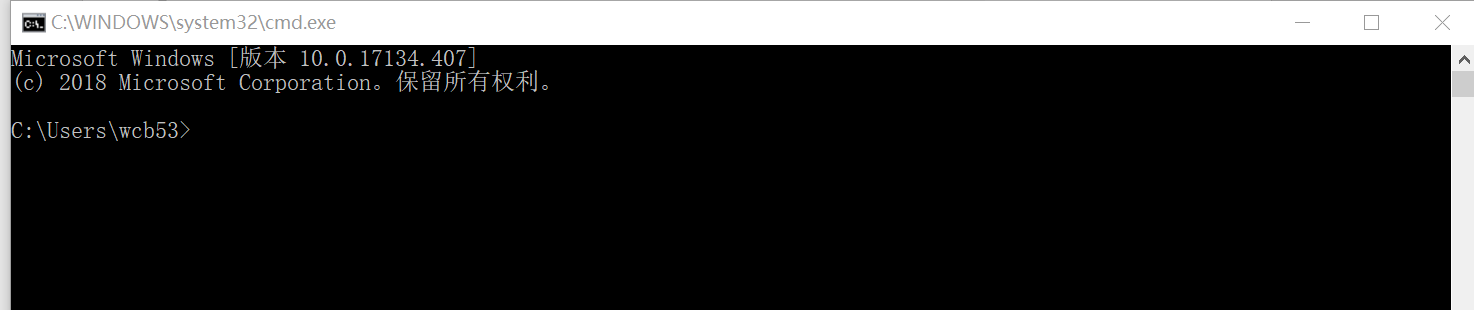 C:\WINDOWS\system32\cmd.exe
Microsoft Windows [版本 10.0.17134.407]
(c) 2018 Microsoft Corporation。保留所有权利。
C:\Users\wcb53>